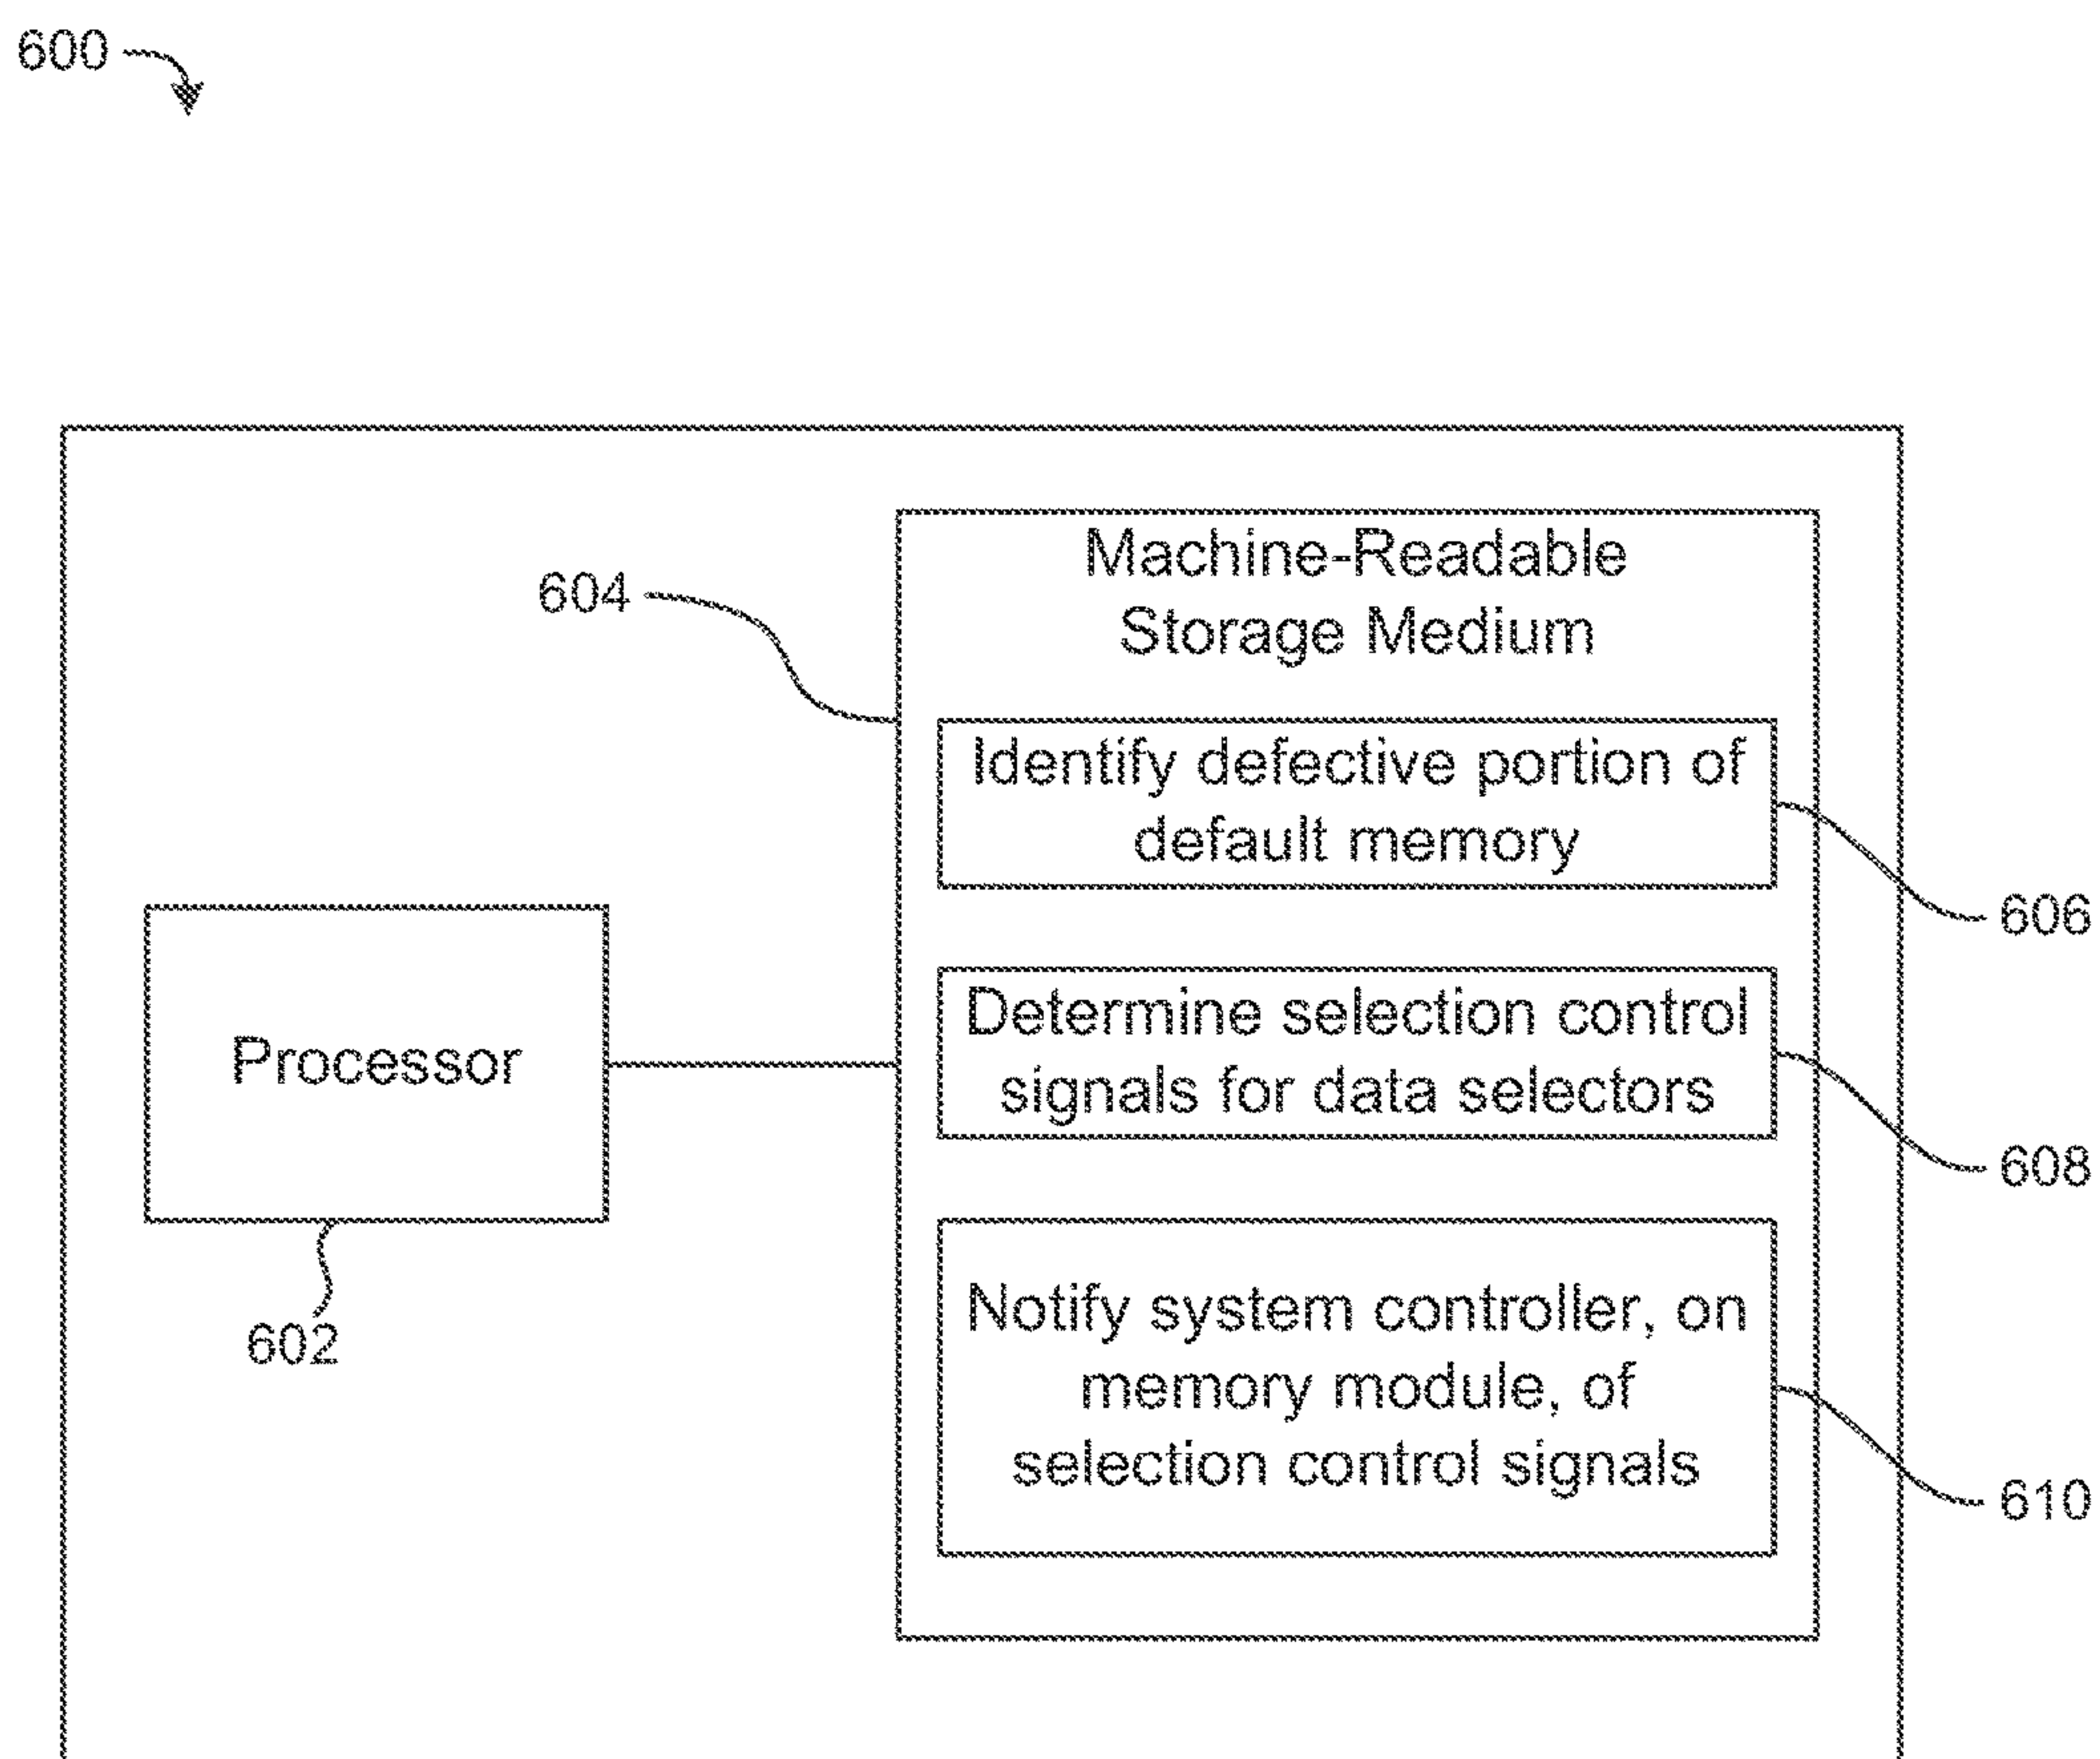 600
604
Machine-Readable
Storage Medium
Identify defective portion of
default memory
606
Determine selection control
signals for data selectors
608
Processor
602
Notify system controller, on
memory module, of
selection control signals
610